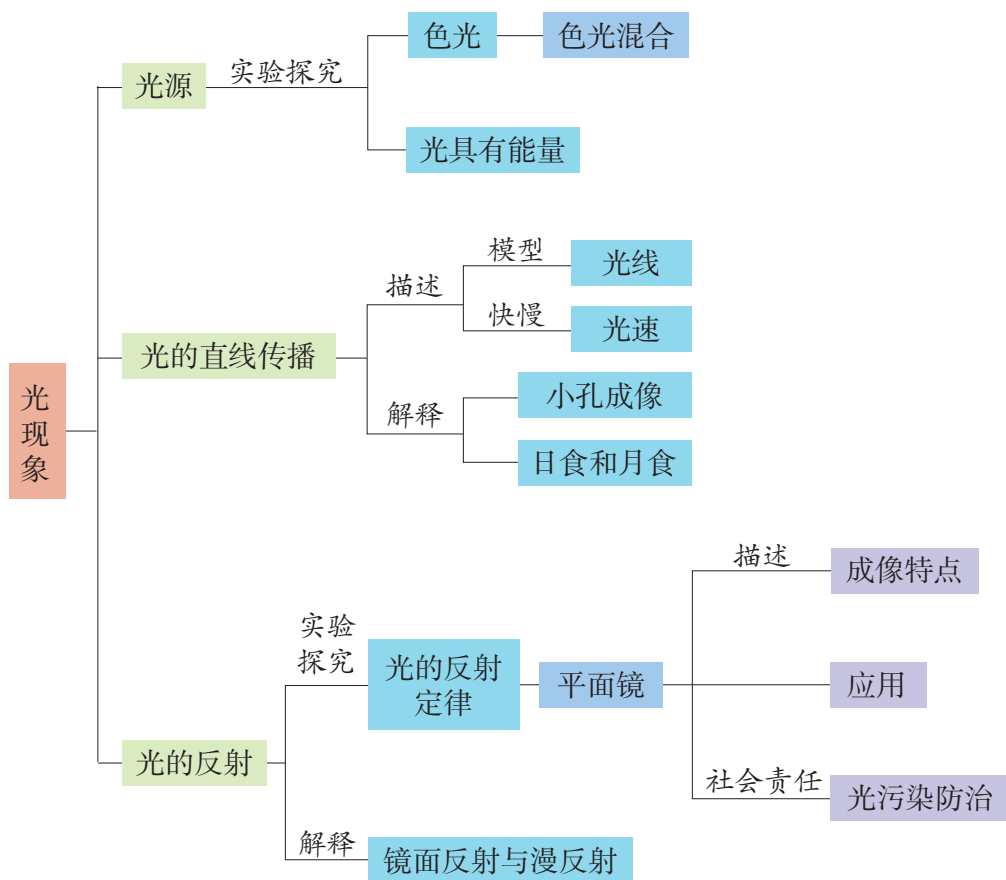 光现象
光源
实验探究
色光
色光混合
光具有能量
光的直线传播
描述
模型
光线
快慢
光速
解释
小孔成像
日食和月食
光的反射
实验
探究
光的反射
定律
平面镜
描述
成像特点
应用
社会责任
光污染防治
解释
镜面反射与漫反射